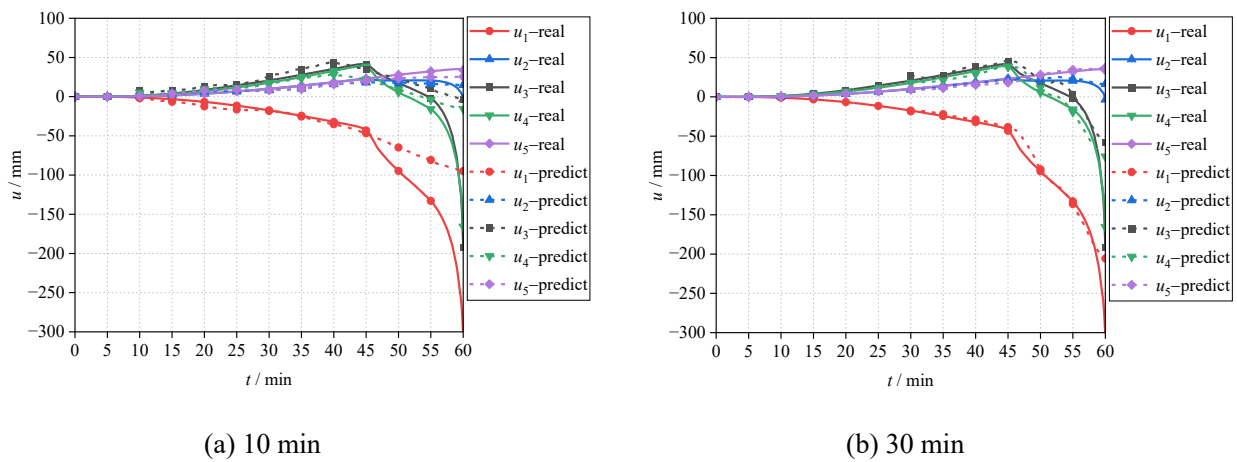 100
50
0
−50
−100
−150
−200
−250
−300
u / mm
0 5 10 15 20 25 30 35 40 45 50 55 60
t / min
u1−real
u2−real
u3−real
u4−real
u5−real
u1−predict
u2−predict
u3−predict
u4−predict
u5−predict
(a) 10 min
100
50
0
−50
−100
−150
−200
−250
−300
u / mm
0 5 10 15 20 25 30 35 40 45 50 55 60
t / min
u1−real
u2−real
u3−real
u4−real
u5−real
u1−predict
u2−predict
u3−predict
u4−predict
u5−predict
(b) 30 min